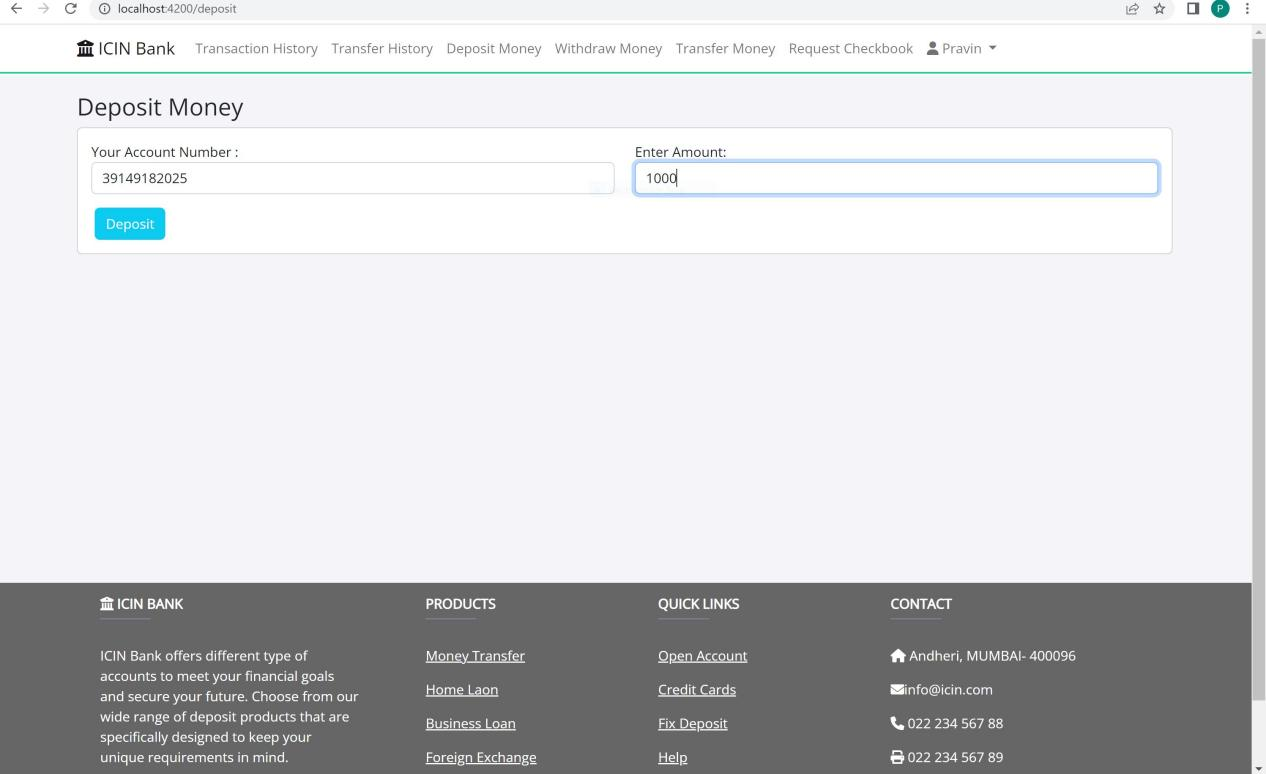 localhost:4200/deposit
P
ICIN Bank Transaction History Transfer History Deposit Money Withdraw Money Transfer Money Request Checkbook Pravin
Deposit Money
Your Account Number : Enter Amount:
39149182025 1000
Deposit
ICIN BANK
ICIN Bank offers different type of
accounts to meet your financial goals
and secure your future. Choose from our
wide range of deposit products that are
specifically designed to keep your
unique requirements in mind.
PRODUCTS
Money Transfer
Home Laon
Business Loan
Foreign Exchange
QUICK LINKS
Open Account
Credit Cards
Fix Deposit
Help
CONTACT
Andheri, MUMBAI- 400096
info@icin.com
022 234 567 88
022 234 567 89